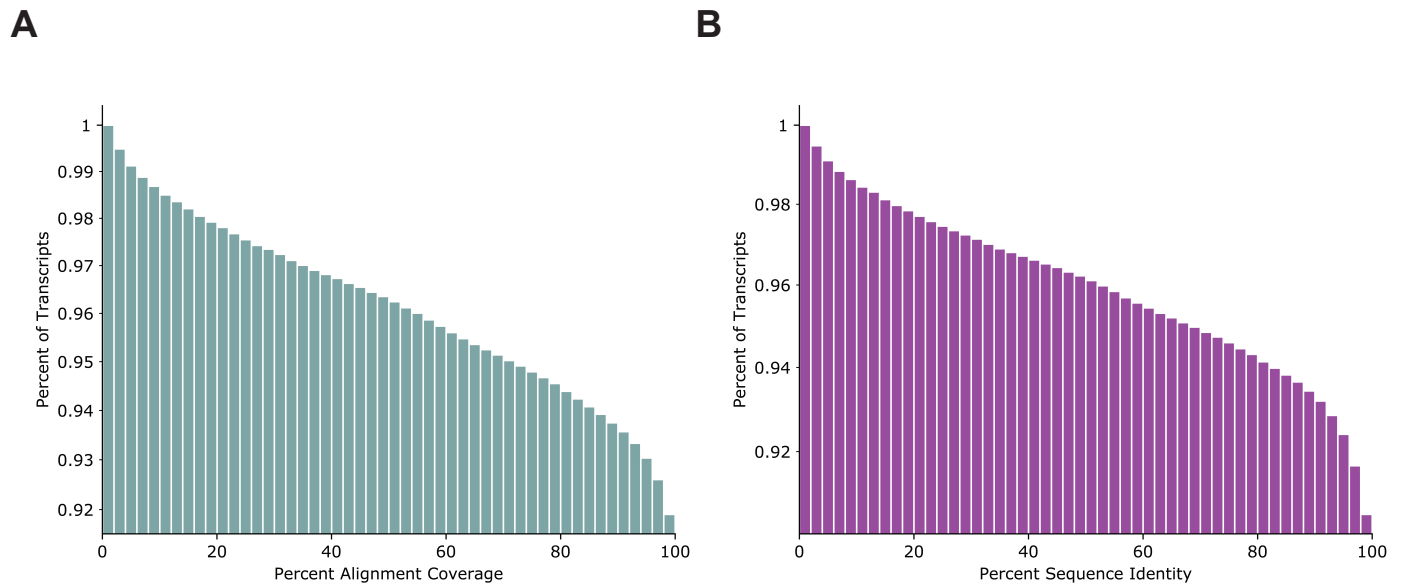 A
B
1
0.99
0.98
0.97
0.96
0.95
0.94
0.93
0.92
Percent of Transcripts
0 20 40 60 80 100
Percent Alignment Coverage
1
0.98
0.96
0.94
0.92
Percent of Transcripts
0 20 40 60 80 100
Percent Sequence Identity